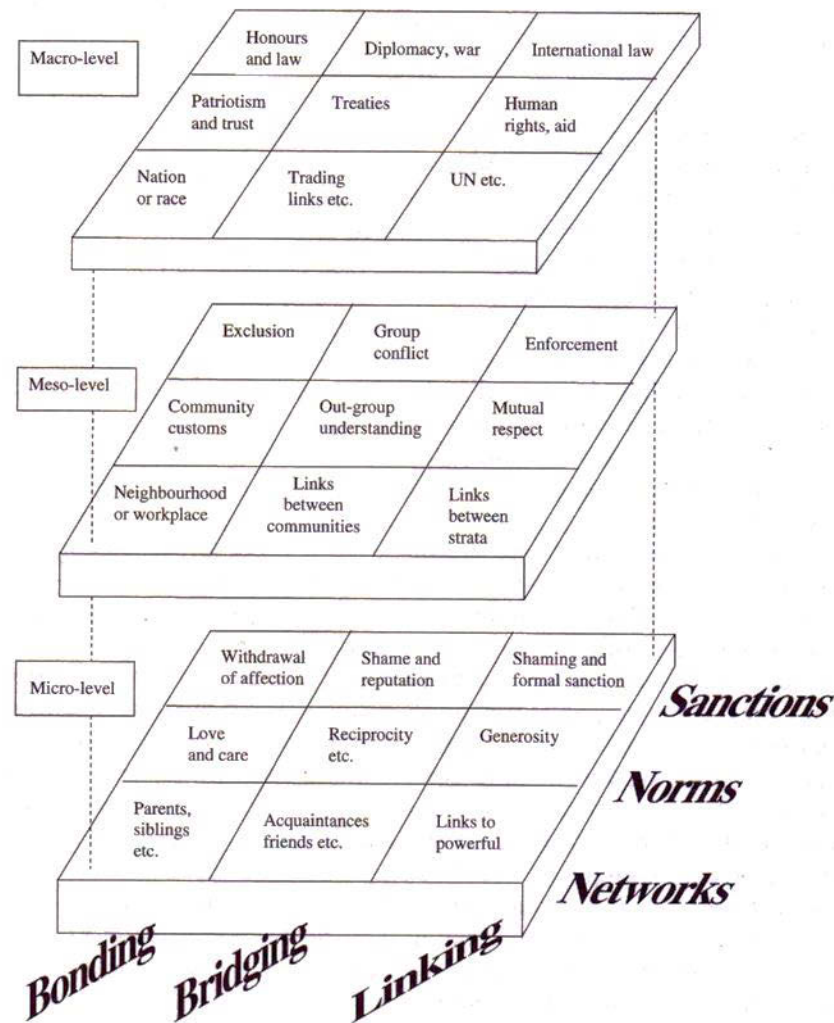 Macro-level
Honours
and law
Diplomacy, war
International law
Patriotism
and trust
Treaties
Human
rights, aid
Nation
or race
Trading
links etc.
UN etc.
Meso-level
Exclusion
Group
conflict
Enforcement
Community
customs
Out-group
understanding
Mutual
respect
Neighbourhood
or workplace
Links
between
communities
Links
between
strata
Micro-level
Withdrawal
of affection
Shame and
reputation
Shaming and
formal sanction
Sanctions
Love
and care
Reciprocity
etc.
Generosity
Norms
Parents,
siblings
etc.
Acquaintances
friends etc.
Links to
powerful
Networks
Bonding
Bridging
Linking